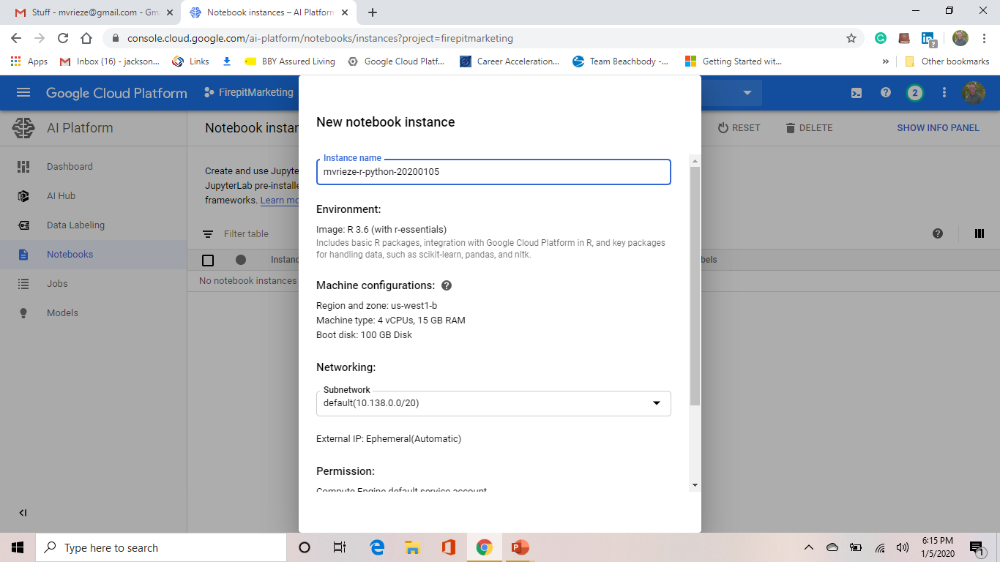 Stuff - mvrieze@gmail.com - Gm
Notebook instances – AI Platform
console.cloud.google.com/ai-platform/notebooks/instances?project=firepitmarketing
Apps
Inbox (16) - jackson...
Links
BBY Assured Living
Google Cloud Platf...
Career Acceleration...
Team Beachbody -...
Getting Started wit...
»
Other bookmarks
Google Cloud Platform
FirepitMarketing
2
AI Platform
Notebook instan
RESET
DELETE
SHOW INFO PANEL
Dashboard
AI Hub
Data Labeling
Notebooks
Jobs
Models
Create and use Jupyte
JupyterLab pre-installe
frameworks. Learn mo
Filter table
Instanc
bels
No notebook instances
New notebook instance
Instance name
mvrieze-r-python-20200105
Environment:
Image: R 3.6 (with r-essentials)
Includes basic R packages, integration with Google Cloud Platform in R, and key packages
for handling data, such as scikit-learn, pandas, and nltk.
Machine configurations:
Region and zone: us-west1-b
Machine type: 4 vCPUs, 15 GB RAM
Boot disk: 100 GB Disk
Networking:
Subnetwork
default(10.138.0.0/20)
External IP: Ephemeral(Automatic)
Permission:
Compute Engine default service account
Type here to search
6:15 PM
1/5/2020
1